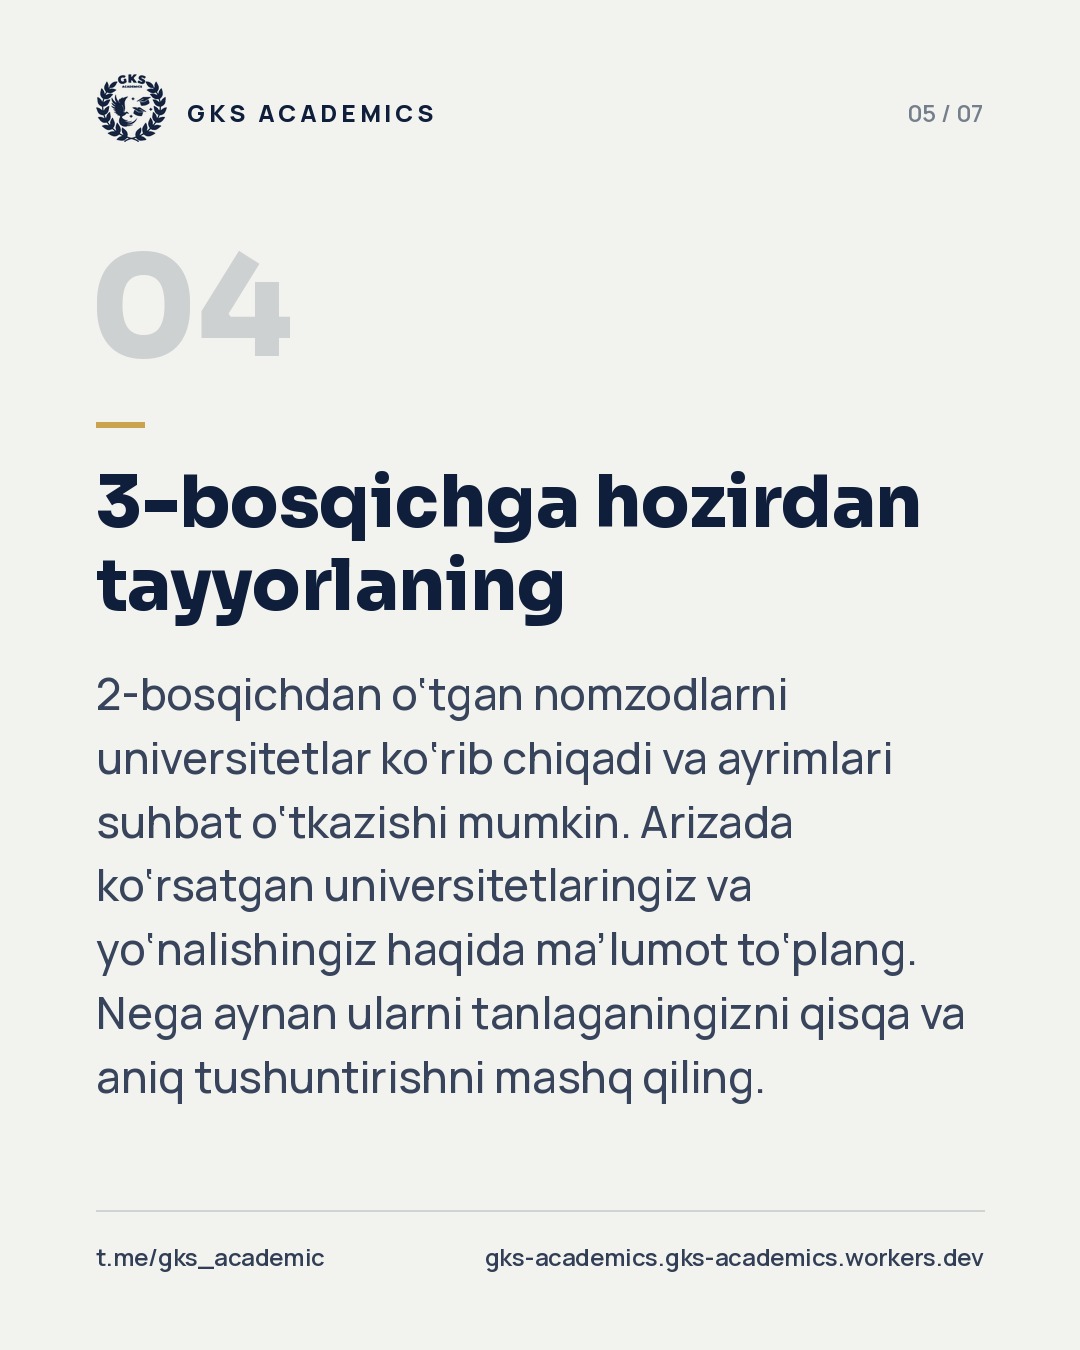 GKS
ACADEMICS
GKS ACADEMICS
05 / 07
04
3-bosqichga hozirdan
tayyorlaning
2-bosqichdan oʻtgan nomzodlarni
universitetlar koʻrib chiqadi va ayrimlari
suhbat oʻtkazishi mumkin. Arizada
koʻrsatgan universitetlaringiz va
yoʻnalishingiz haqida maʼlumot toʻplang.
Nega aynan ularni tanlaganingizni qisqa va
aniq tushuntirishni mashq qiling.
t.me/gks_academic
gks-academics.gks-academics.workers.dev